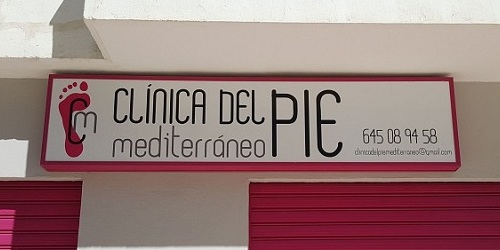 Cm
CLÍNICA DEL PIE
mediterráneo
645 08 94 58
clinicadelpiemediterraneo@gmail.com